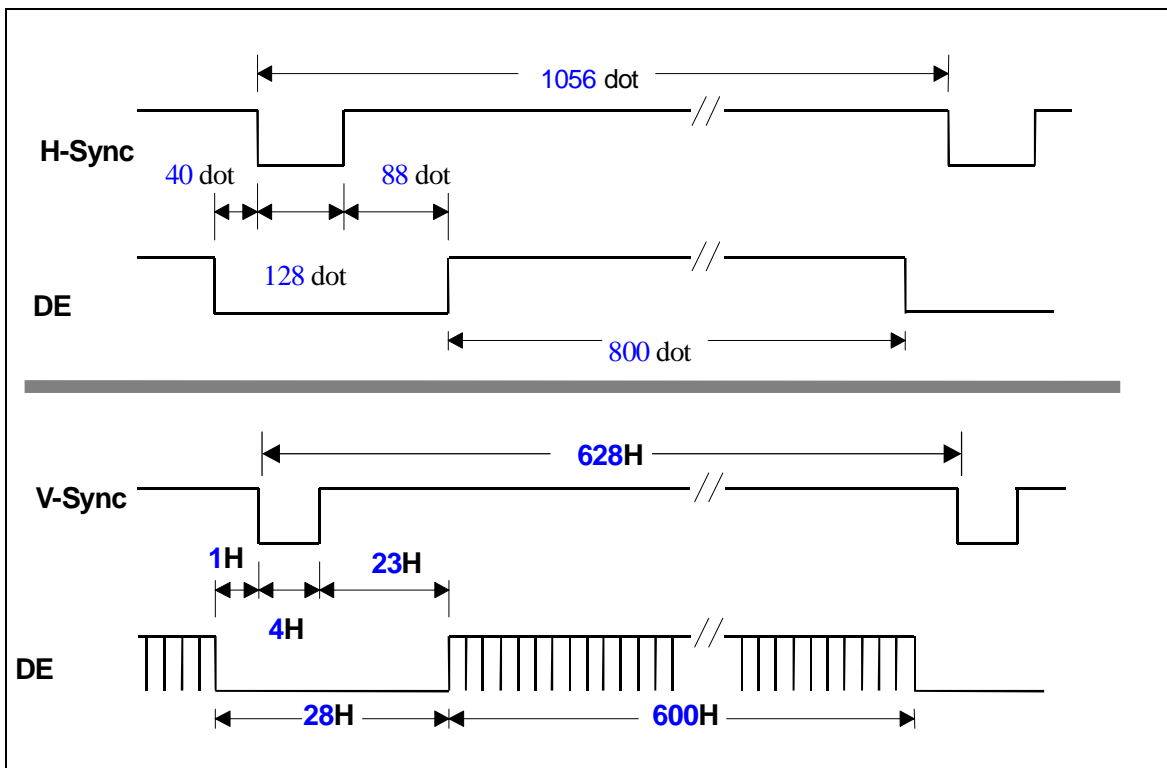 1056 dot
H-Sync
40 dot
88 dot
128 dot
DE
800 dot
628H
V-Sync
1H
23H
4H
DE
28H
600H